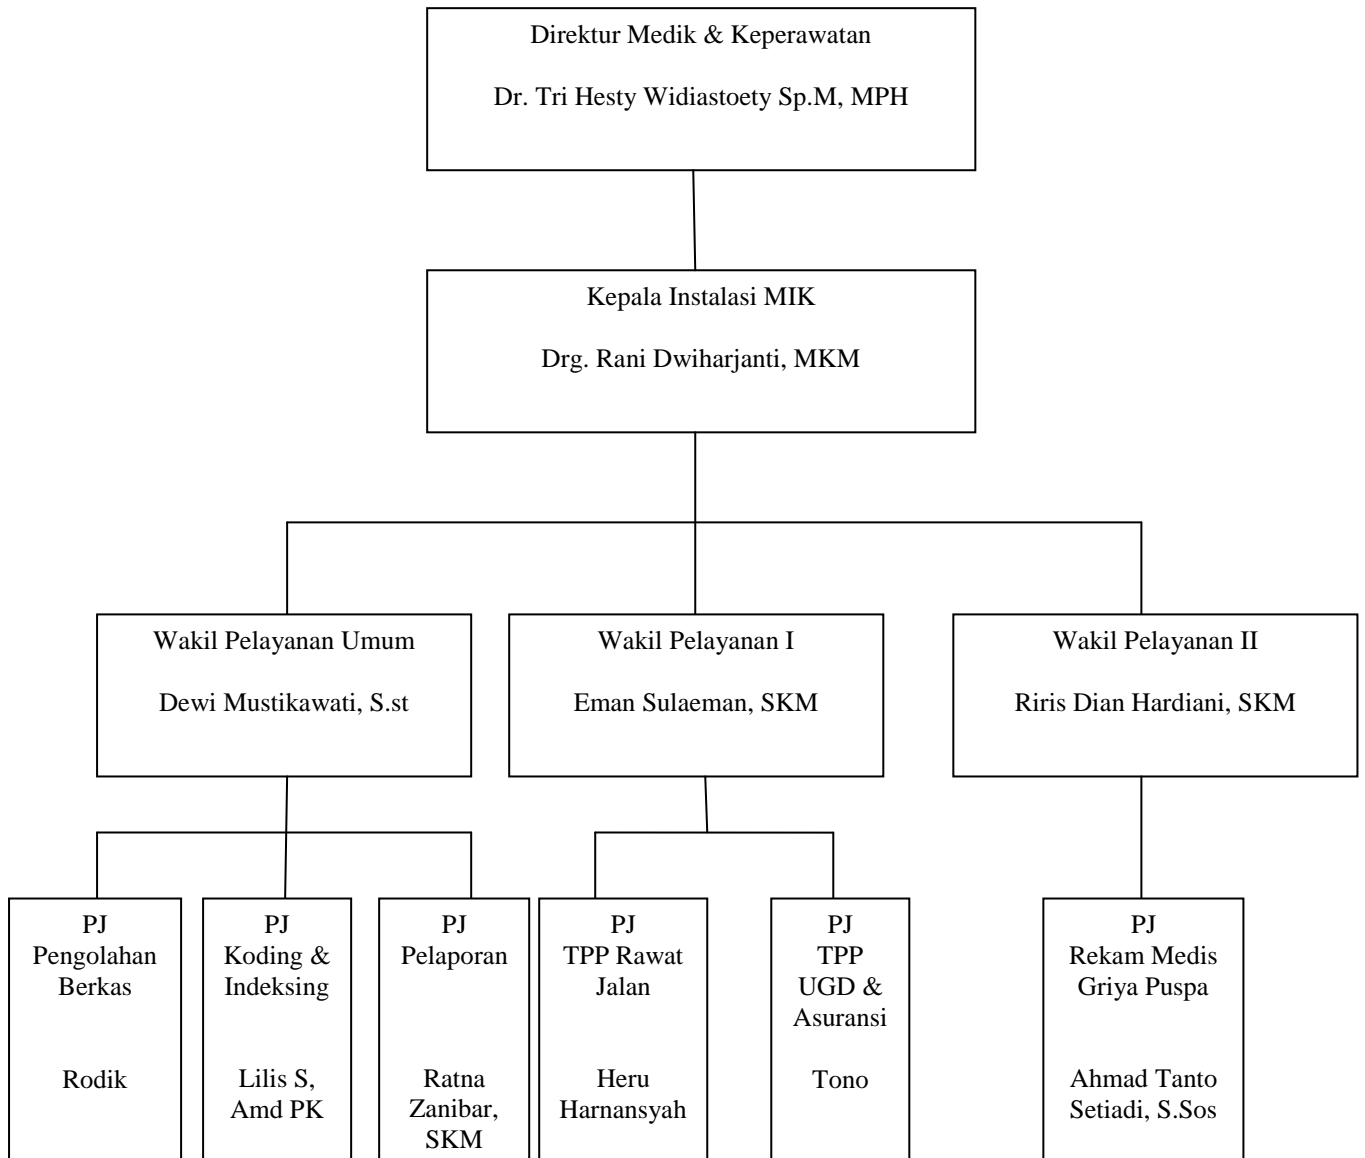 Direktur Medik & Keperawatan
Dr. Tri Hesty Widiastoety Sp.M, MPH
Kepala Instalasi MIK
Drg. Rani Dwiharjanti, MKM
Wakil Pelayanan Umum
Dewi Mustikawati, S.st
Wakil Pelayanan I
Eman Sulaeman, SKM
Wakil Pelayanan II
Riris Dian Hardiani, SKM
PJ
Pengolahan
Berkas
Rodik
PJ
Koding &
Indeksing
Lilis S,
Amd PK
PJ
Pelaporan
Ratna
Zanibar,
SKM
PJ
TPP Rawat
Jalan
Heru
Harnansyah
PJ
TPP
UGD &
Asuransi
Tono
PJ
Rekam Medis
Griya Puspa
Ahmad Tanto
Setiadi, S.Sos